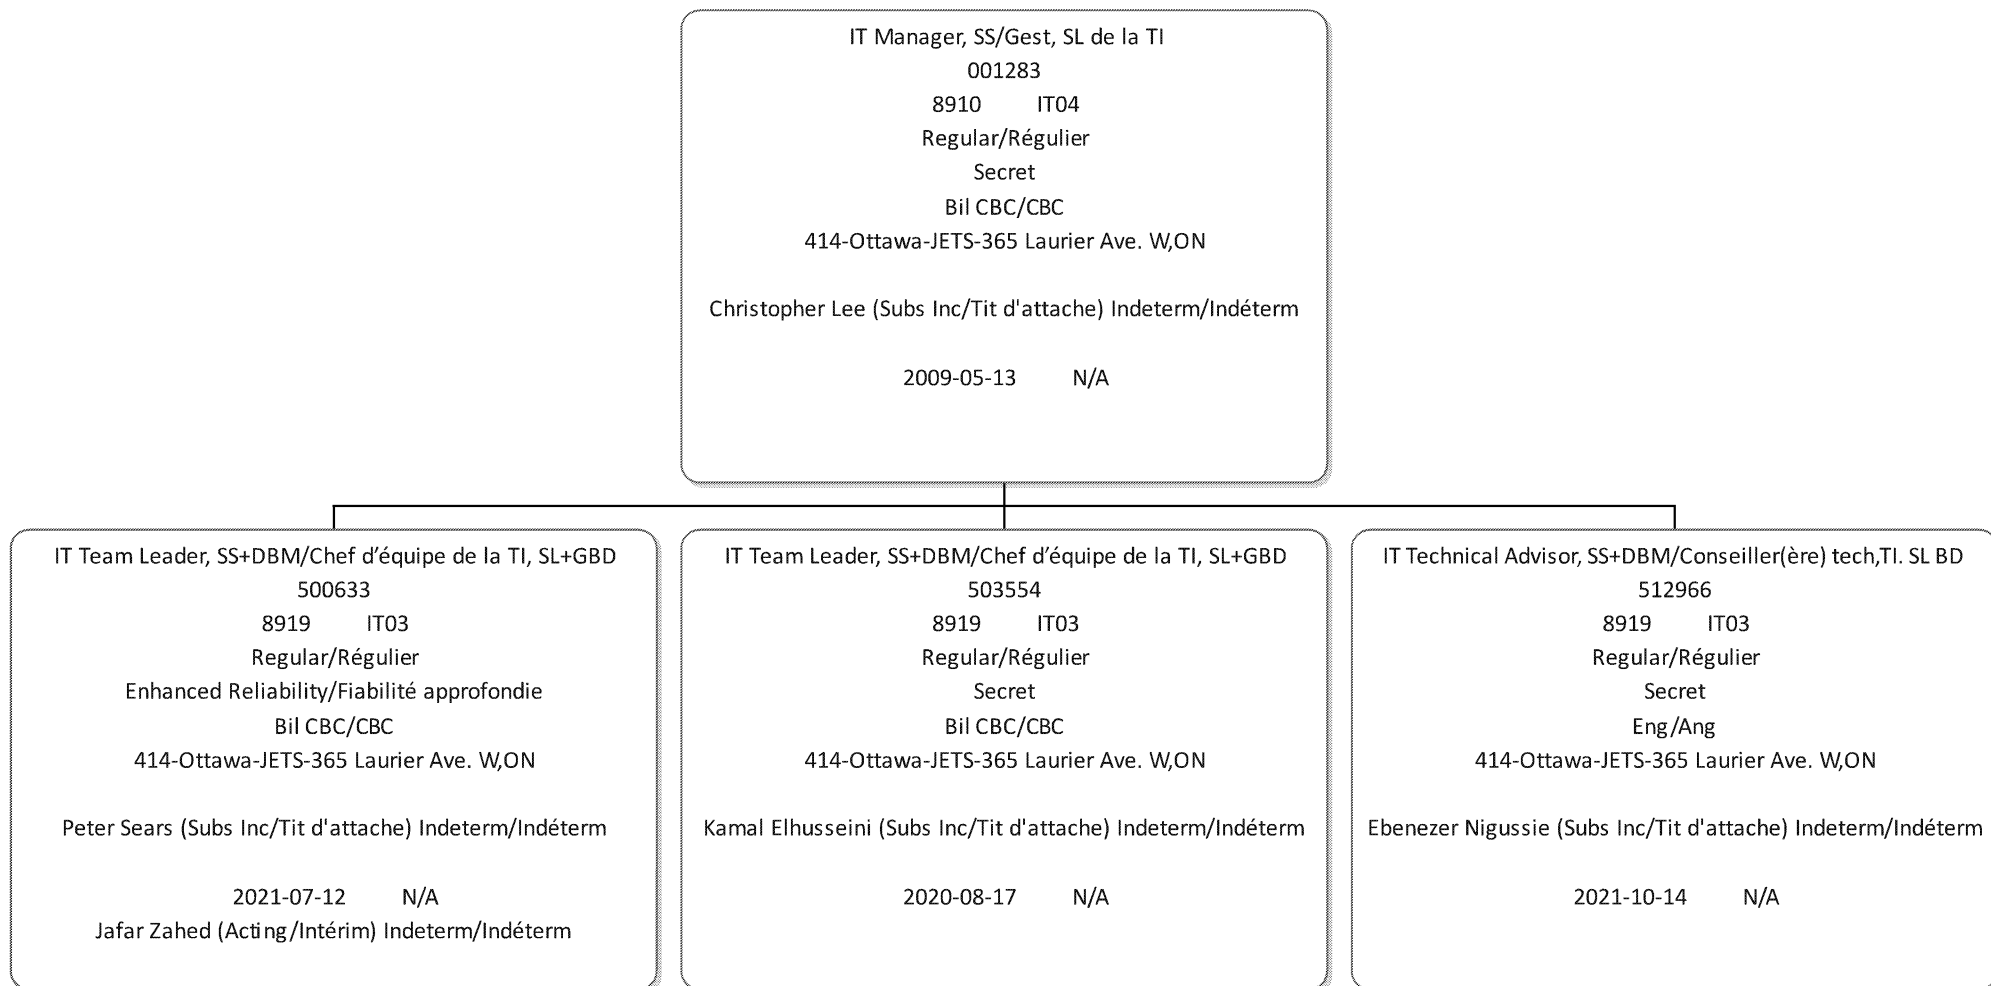 IT Manager, SS/Gest, SL de la TI
001283
8910 IT04
Regular/Régulier
Secret
Bil CBC/CBC
414-Ottawa-JETS-365 Laurier Ave. W,ON
Christopher Lee (Subs Inc/Tit d'attache) Indeterm/Indéterm
2009-05-13 N/A
IT Team Leader, SS+DBM/Chef d’équipe de la TI, SL+GBD
500633
8919 IT03
Regular/Régulier
Enhanced Reliability/Fiabilité approfondie
Bil CBC/CBC
414-Ottawa-JETS-365 Laurier Ave. W,ON
Peter Sears (Subs Inc/Tit d'attache) Indeterm/Indéterm
2021-07-12 N/A
Jafar Zahed (Acting/Intérim) Indeterm/Indéterm
IT Team Leader, SS+DBM/Chef d’équipe de la TI, SL+GBD
503554
8919 IT03
Regular/Régulier
Secret
Bil CBC/CBC
414-Ottawa-JETS-365 Laurier Ave. W,ON
Kamal Elhusseini (Subs Inc/Tit d'attache) Indeterm/Indéterm
2020-08-17 N/A
IT Technical Advisor, SS+DBM/Conseiller(ère) tech,TI. SL BD
512966
8919 IT03
Regular/Régulier
Secret
Eng/Ang
414-Ottawa-JETS-365 Laurier Ave. W,ON
Ebenezer Nigussie (Subs Inc/Tit d'attache) Indeterm/Indéterm
2021-10-14 N/A